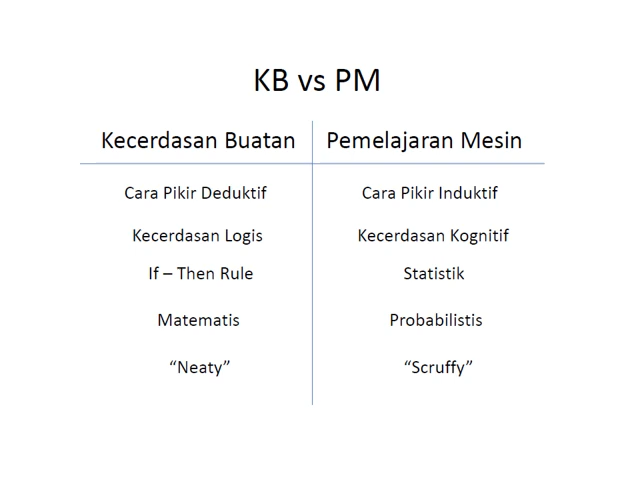 KB vs PM
Kecerdasan Buatan Pemelajaran Mesin
Cara Pikir Deduktif Cara Pikir Induktif
Kecerdasan Logis Kecerdasan Kognitif
If – Then Rule Statistik
Matematis Probabilistis
“Neaty” “Scruffy”